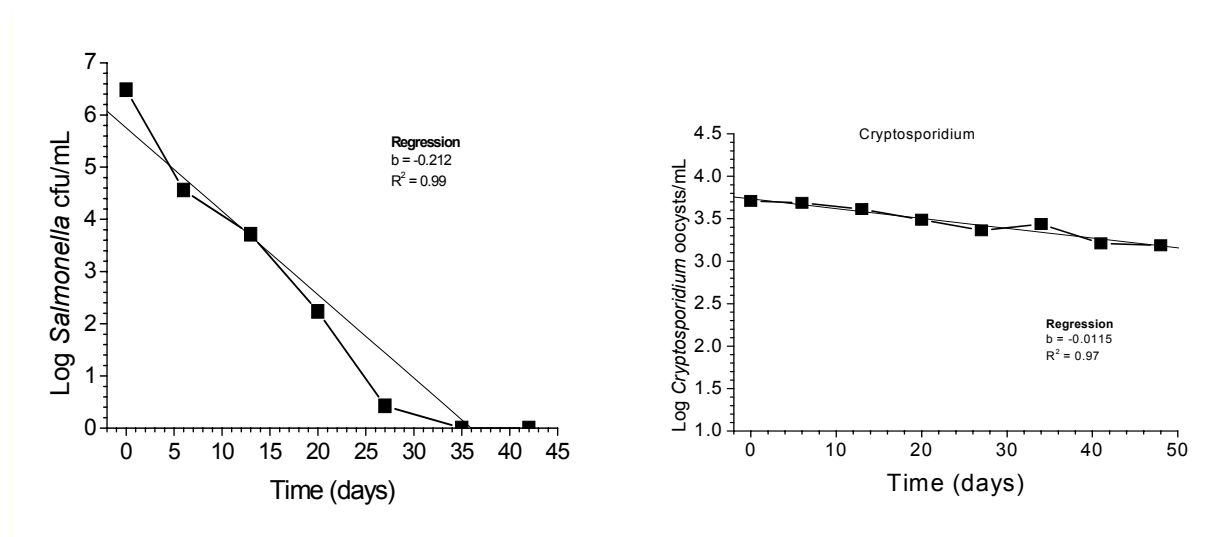 7
6
5
4
3
2
1
0
Log Salmonella cfu/mL
Regression
b = -0.212
R² = 0.99
0 5 10 15 20 25 30 35 40 45
Time (days)
Cryptosporidium
4.5
4.0
3.5
3.0
2.5
2.0
1.5
1.0
Log Cryptosporidium oocysts/mL
Regression
b = -0.0115
R² = 0.97
0 10 20 30 40 50
Time (days)